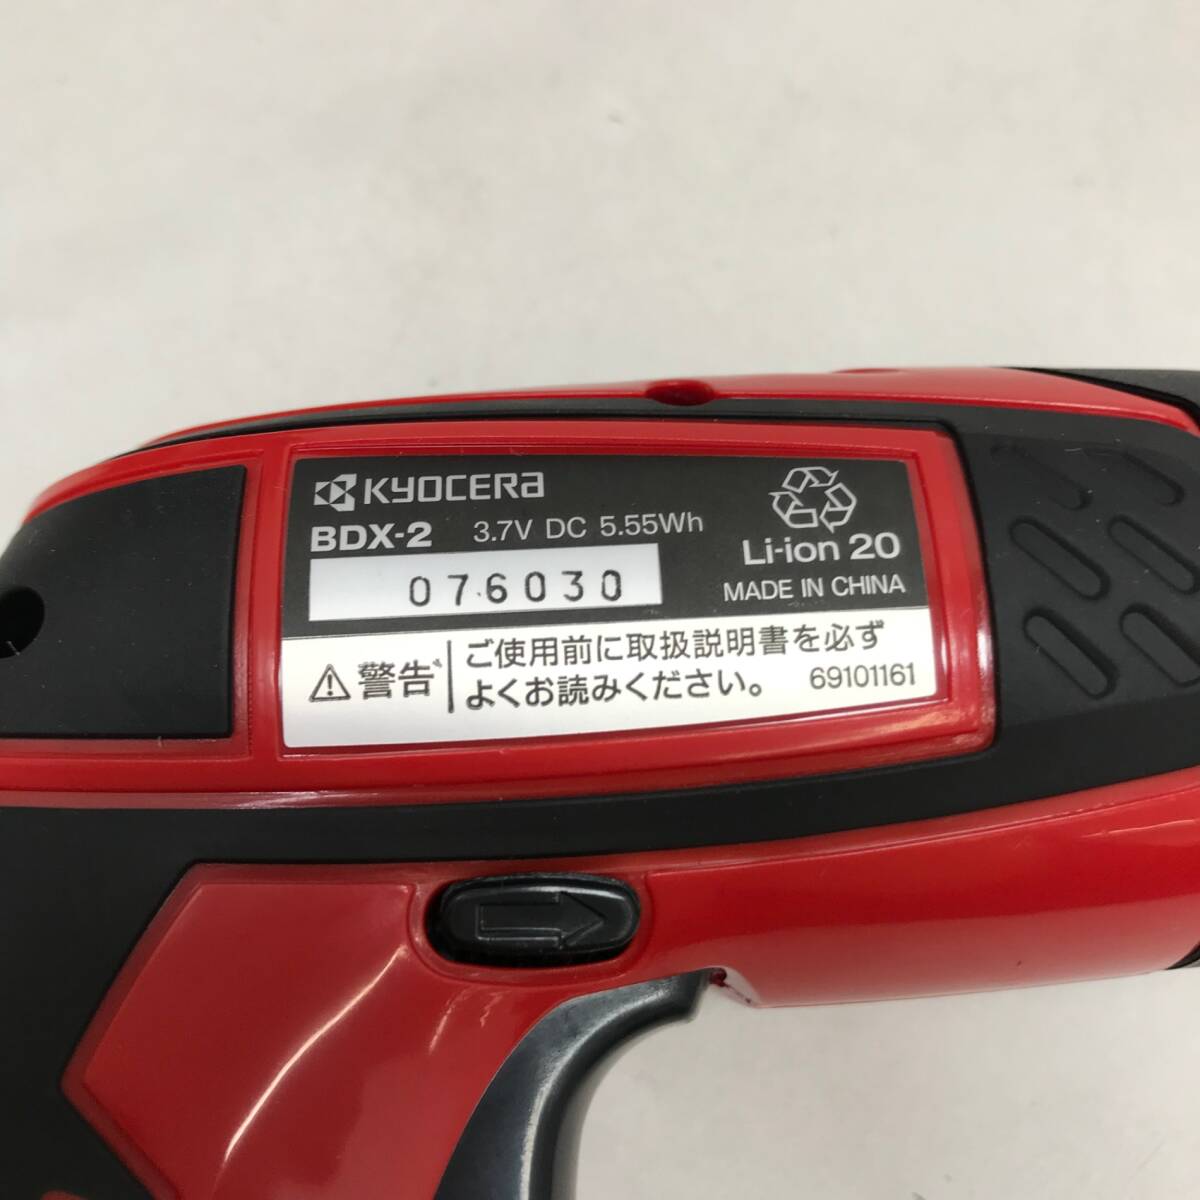 KYOCERA
BDX-2 3.7V DC 5.55Wh
Li-ion 20
076030
MADE IN CHINA
警告 ご使用前に取扱説明書を必ず
よくお読みください。 69101161